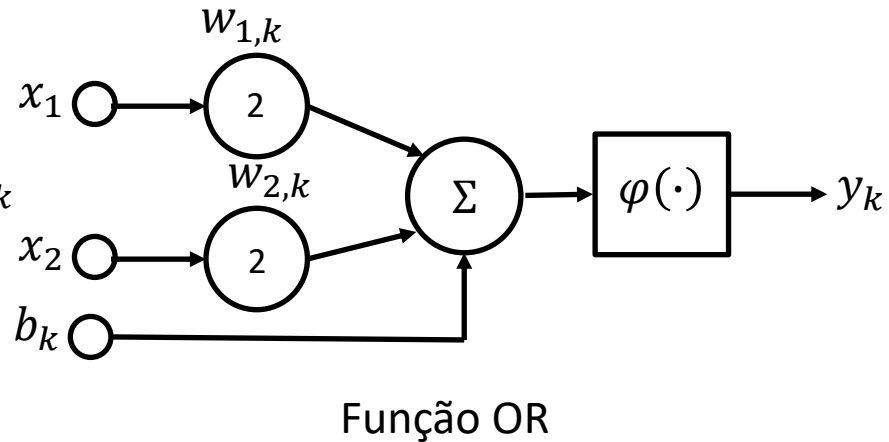 w₁,ₖ
x₁
2
w₂,ₖ
k
Σ
φ(·)
yₖ
x₂
2
bₖ
Função OR